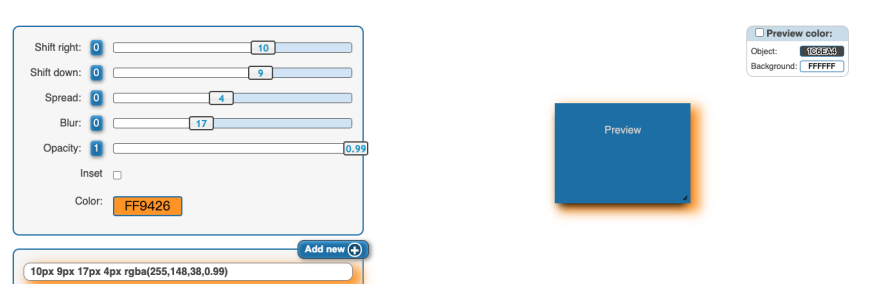 Shift right: 0 10
Shift down: 0 9
Spread: 0 4
Blur: 0 17
Opacity: 1 0.99
Inset
Color: FF9426
Add new
10px 9px 17px 4px rgba(255,148,38,0.99)
Preview
Preview color:
Object: 1C6EA4
Background: FFFFFF